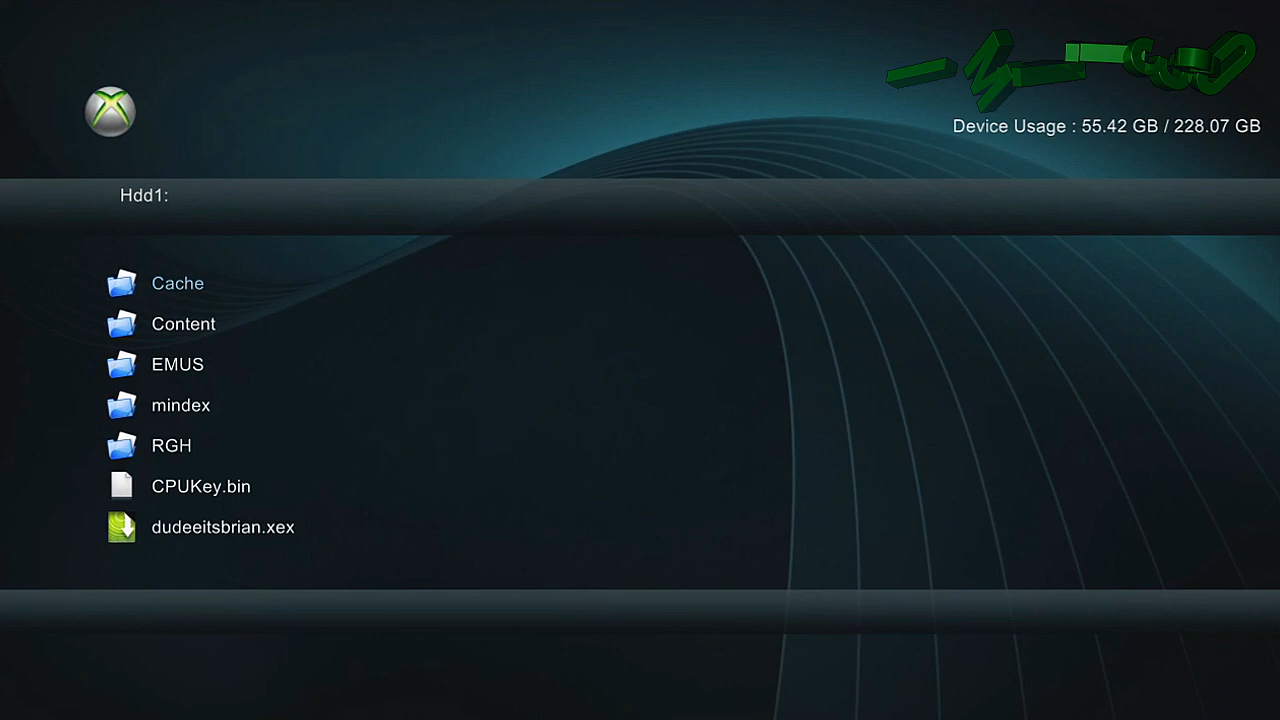 Device Usage : 55.42 GB / 228.07 GB
Hdd1:
Cache
Content
EMUS
mindex
RGH
CPUKey.bin
dudeeitsbrian.xex